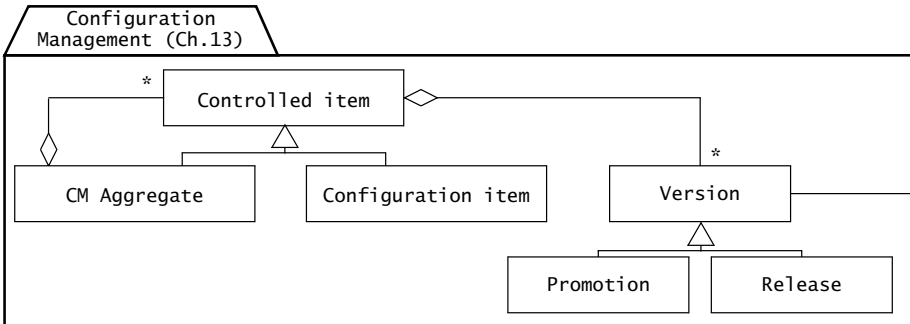 Configuration
Management (Ch.13)
*
Controlled item
*
CM Aggregate
Configuration item
Version
Promotion
Release